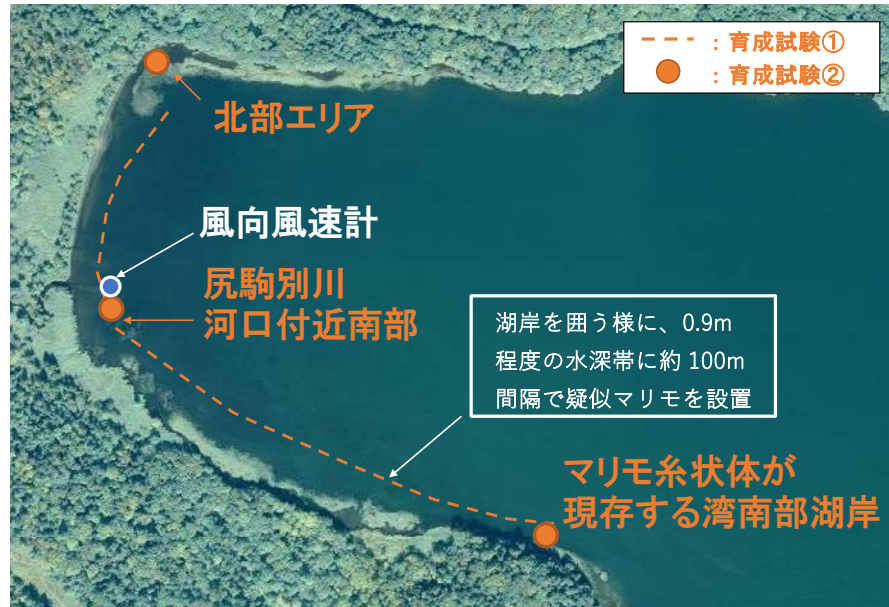 : 育成試験①
: 育成試験②
北部エリア
風向風速計
尻駒別川
河口付近南部
湖岸を囲う様に、0.9m
程度の水深帯に約 100m
間隔で疑似マリモを設置
マリモ糸状体が
現存する湾南部湖岸